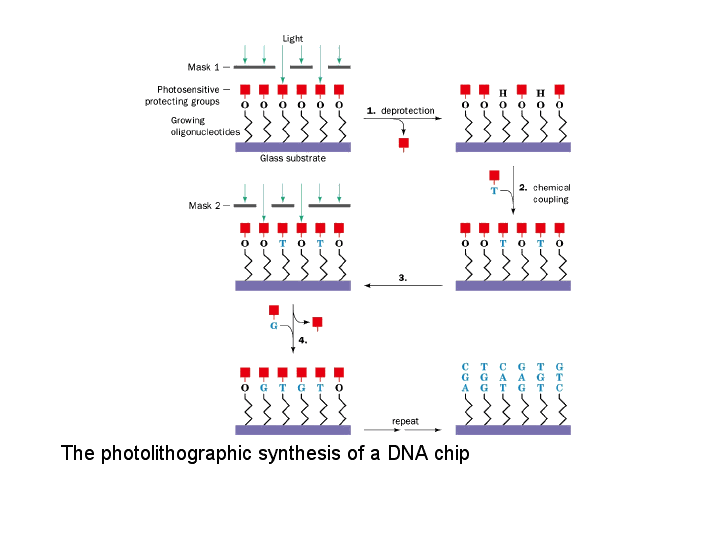 Light
Mask 1
Photosensitive
protecting groups
O O O O O O
Growing
oligonucleotides
Glass substrate
1. deprotection
H H
O O O O O O
T
2. chemical
coupling
Mask 2
O O T O T O
O O T O T O
3.
G
4.
O G T G T O
repeat
C T C G T G
G G A A G T
A G T G T C
The photolithographic synthesis of a DNA chip